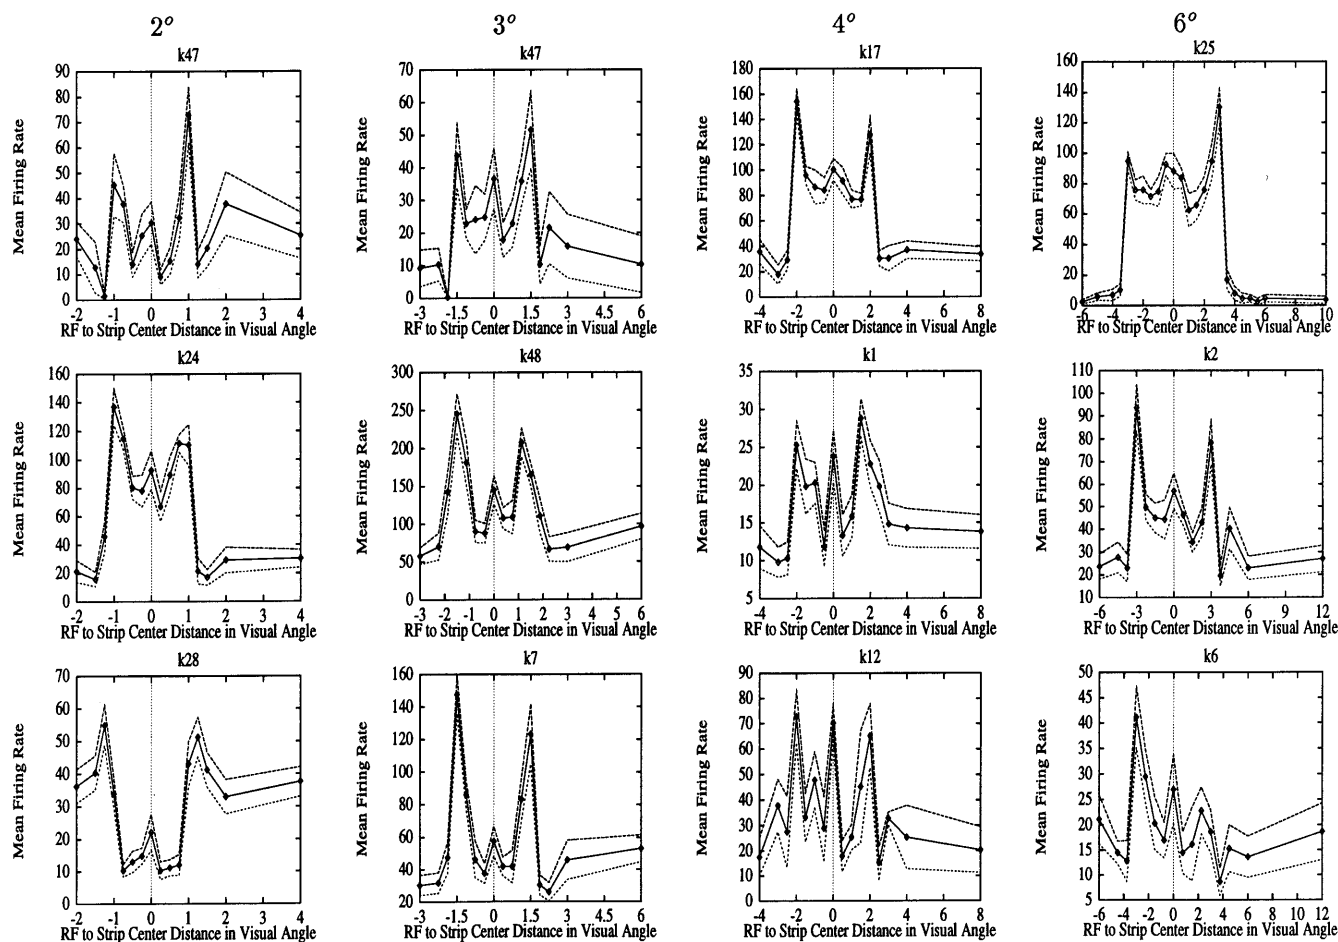 2° 3° 4° 6°
k47 k47 k17 k25
Mean Firing Rate Mean Firing Rate Mean Firing Rate Mean Firing Rate
90 80 70 60 50 40 30 20 10 0
-2 -1 0 1 2 3 4
70 60 50 40 30 20 10 0
-3 -1.5 0 1.5 3 4.5 6
180 160 140 120 100 80 60 40 20 0
-4 -2 0 2 4 6 8
160 140 120 100 80 60 40 20 0
-6 -4 -2 0 2 4 6 8 10
RF to Strip Center Distance in Visual Angle RF to Strip Center Distance in Visual Angle RF to Strip Center Distance in Visual Angle RF to Strip Center Distance in Visual Angle
k24 k48 k1 k2
Mean Firing Rate Mean Firing Rate Mean Firing Rate Mean Firing Rate
160 140 120 100 80 60 40 20 0
-2 -1 0 1 2 3 4
300 250 200 150 100 50 0
-3 -2 -1 0 1 2 3 4 5 6
35 30 25 20 15 10 5
-4 -2 0 2 4 6 8
110 100 90 80 70 60 50 40 30 20 10
-6 -3 0 3 6 9 12
RF to Strip Center Distance in Visual Angle RF to Strip Center Distance in Visual Angle RF to Strip Center Distance in Visual Angle RF to Strip Center Distance in Visual Angle
k28 k7 k12 k6
Mean Firing Rate Mean Firing Rate Mean Firing Rate Mean Firing Rate
70 60 50 40 30 20 10 0
-2 -1 0 1 2 3 4
160 140 120 100 80 60 40 20
-3 -1.5 0 1.5 3 4.5 6
90 80 70 60 50 40 30 20 10 0
-4 -2 0 2 4 6 8
50 45 40 35 30 25 20 15 10 5
-6 -4 -2 0 2 4 6 8 10 12
RF to Strip Center Distance in Visual Angle RF to Strip Center Distance in Visual Angle RF to Strip Center Distance in Visual Angle RF to Strip Center Distance in Visual Angle